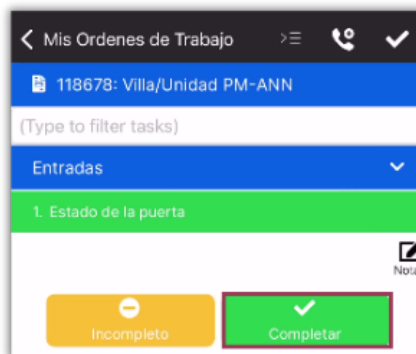 Mis Ordenes de Trabajo
118678: Villa/Unidad PM-ANN
(Type to filter tasks)
Entradas
1. Estado de la puerta
Incompleto
Completar